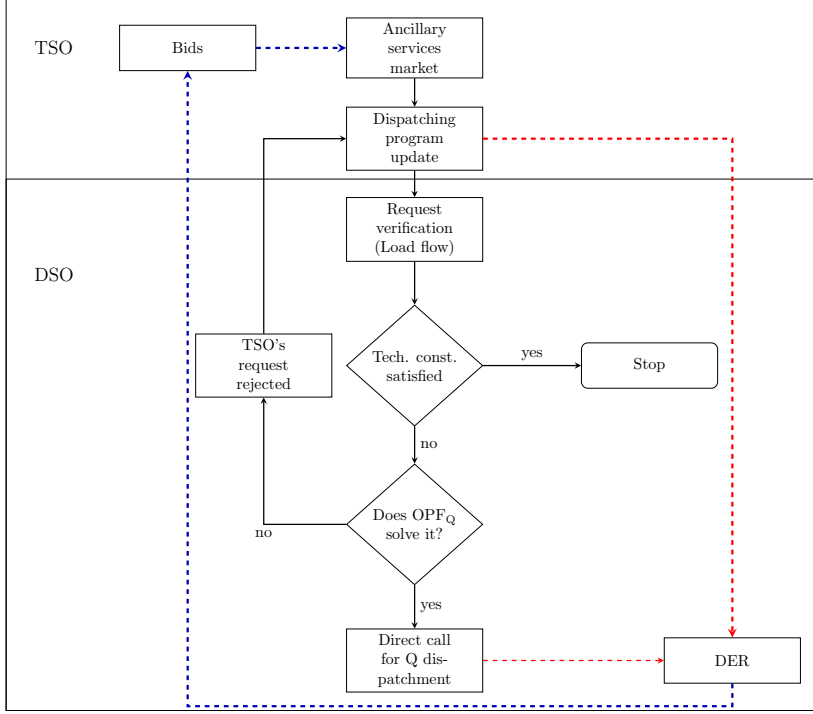 TSO
Bids
Ancillary
services
market
Dispatching
program
update
Request
verification
(Load flow)
DSO
TSO's
request
rejected
Tech. const.
satisfied
yes
Stop
no
Does OPF_Q
solve it?
no
yes
Direct call
for Q dis-
patchment
DER